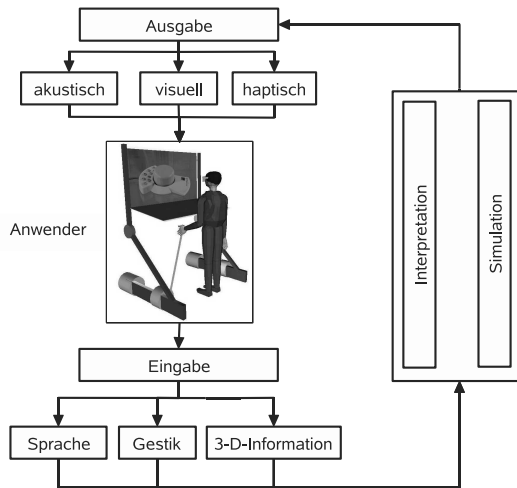 Ausgabe
akustisch
visuell
haptisch
Anwender
Interpretation
Simulation
Eingabe
Sprache
Gestik
3-D-Information